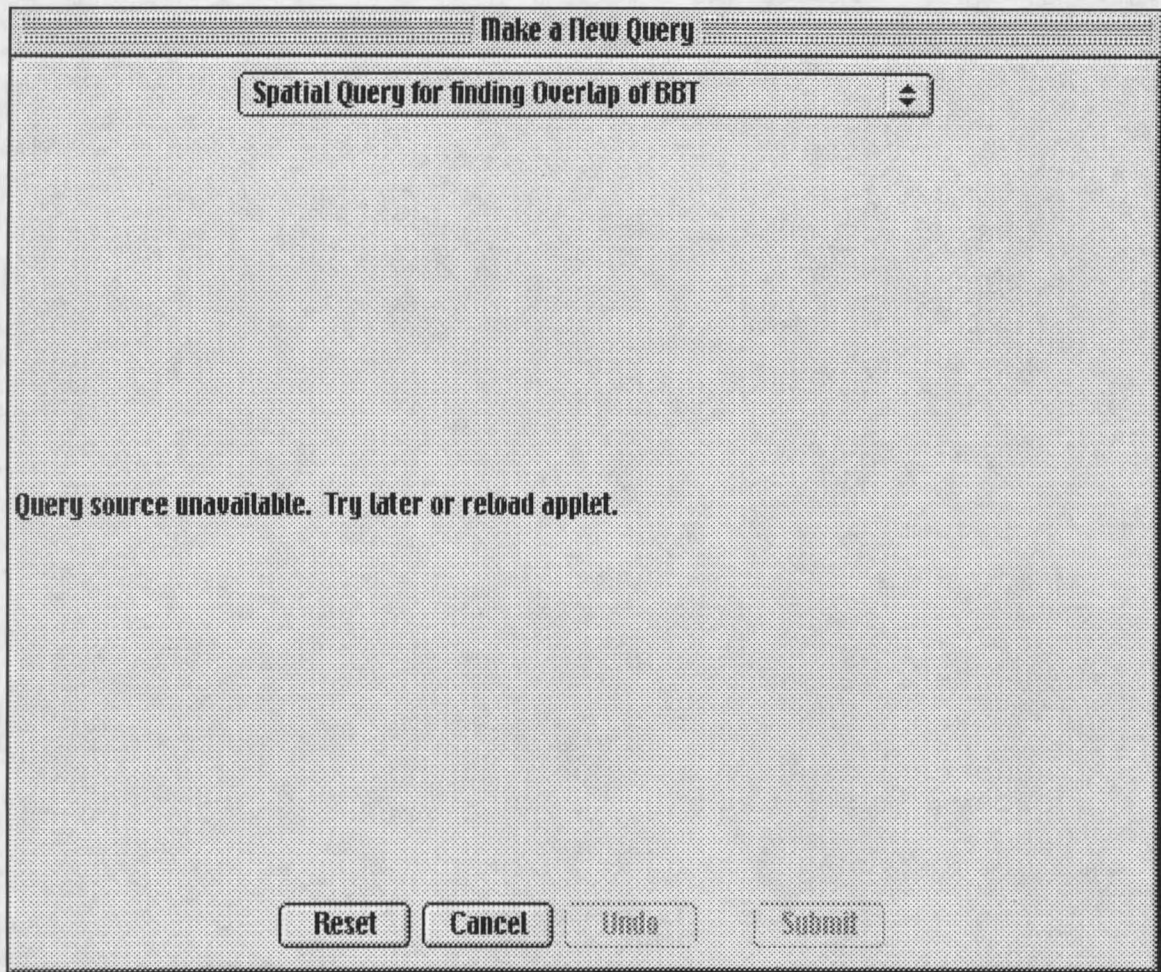 Make a New Query
Spatial Query for finding Overlap of BBT
Query source unavailable. Try later or reload applet.
Reset Cancel Undo Submit